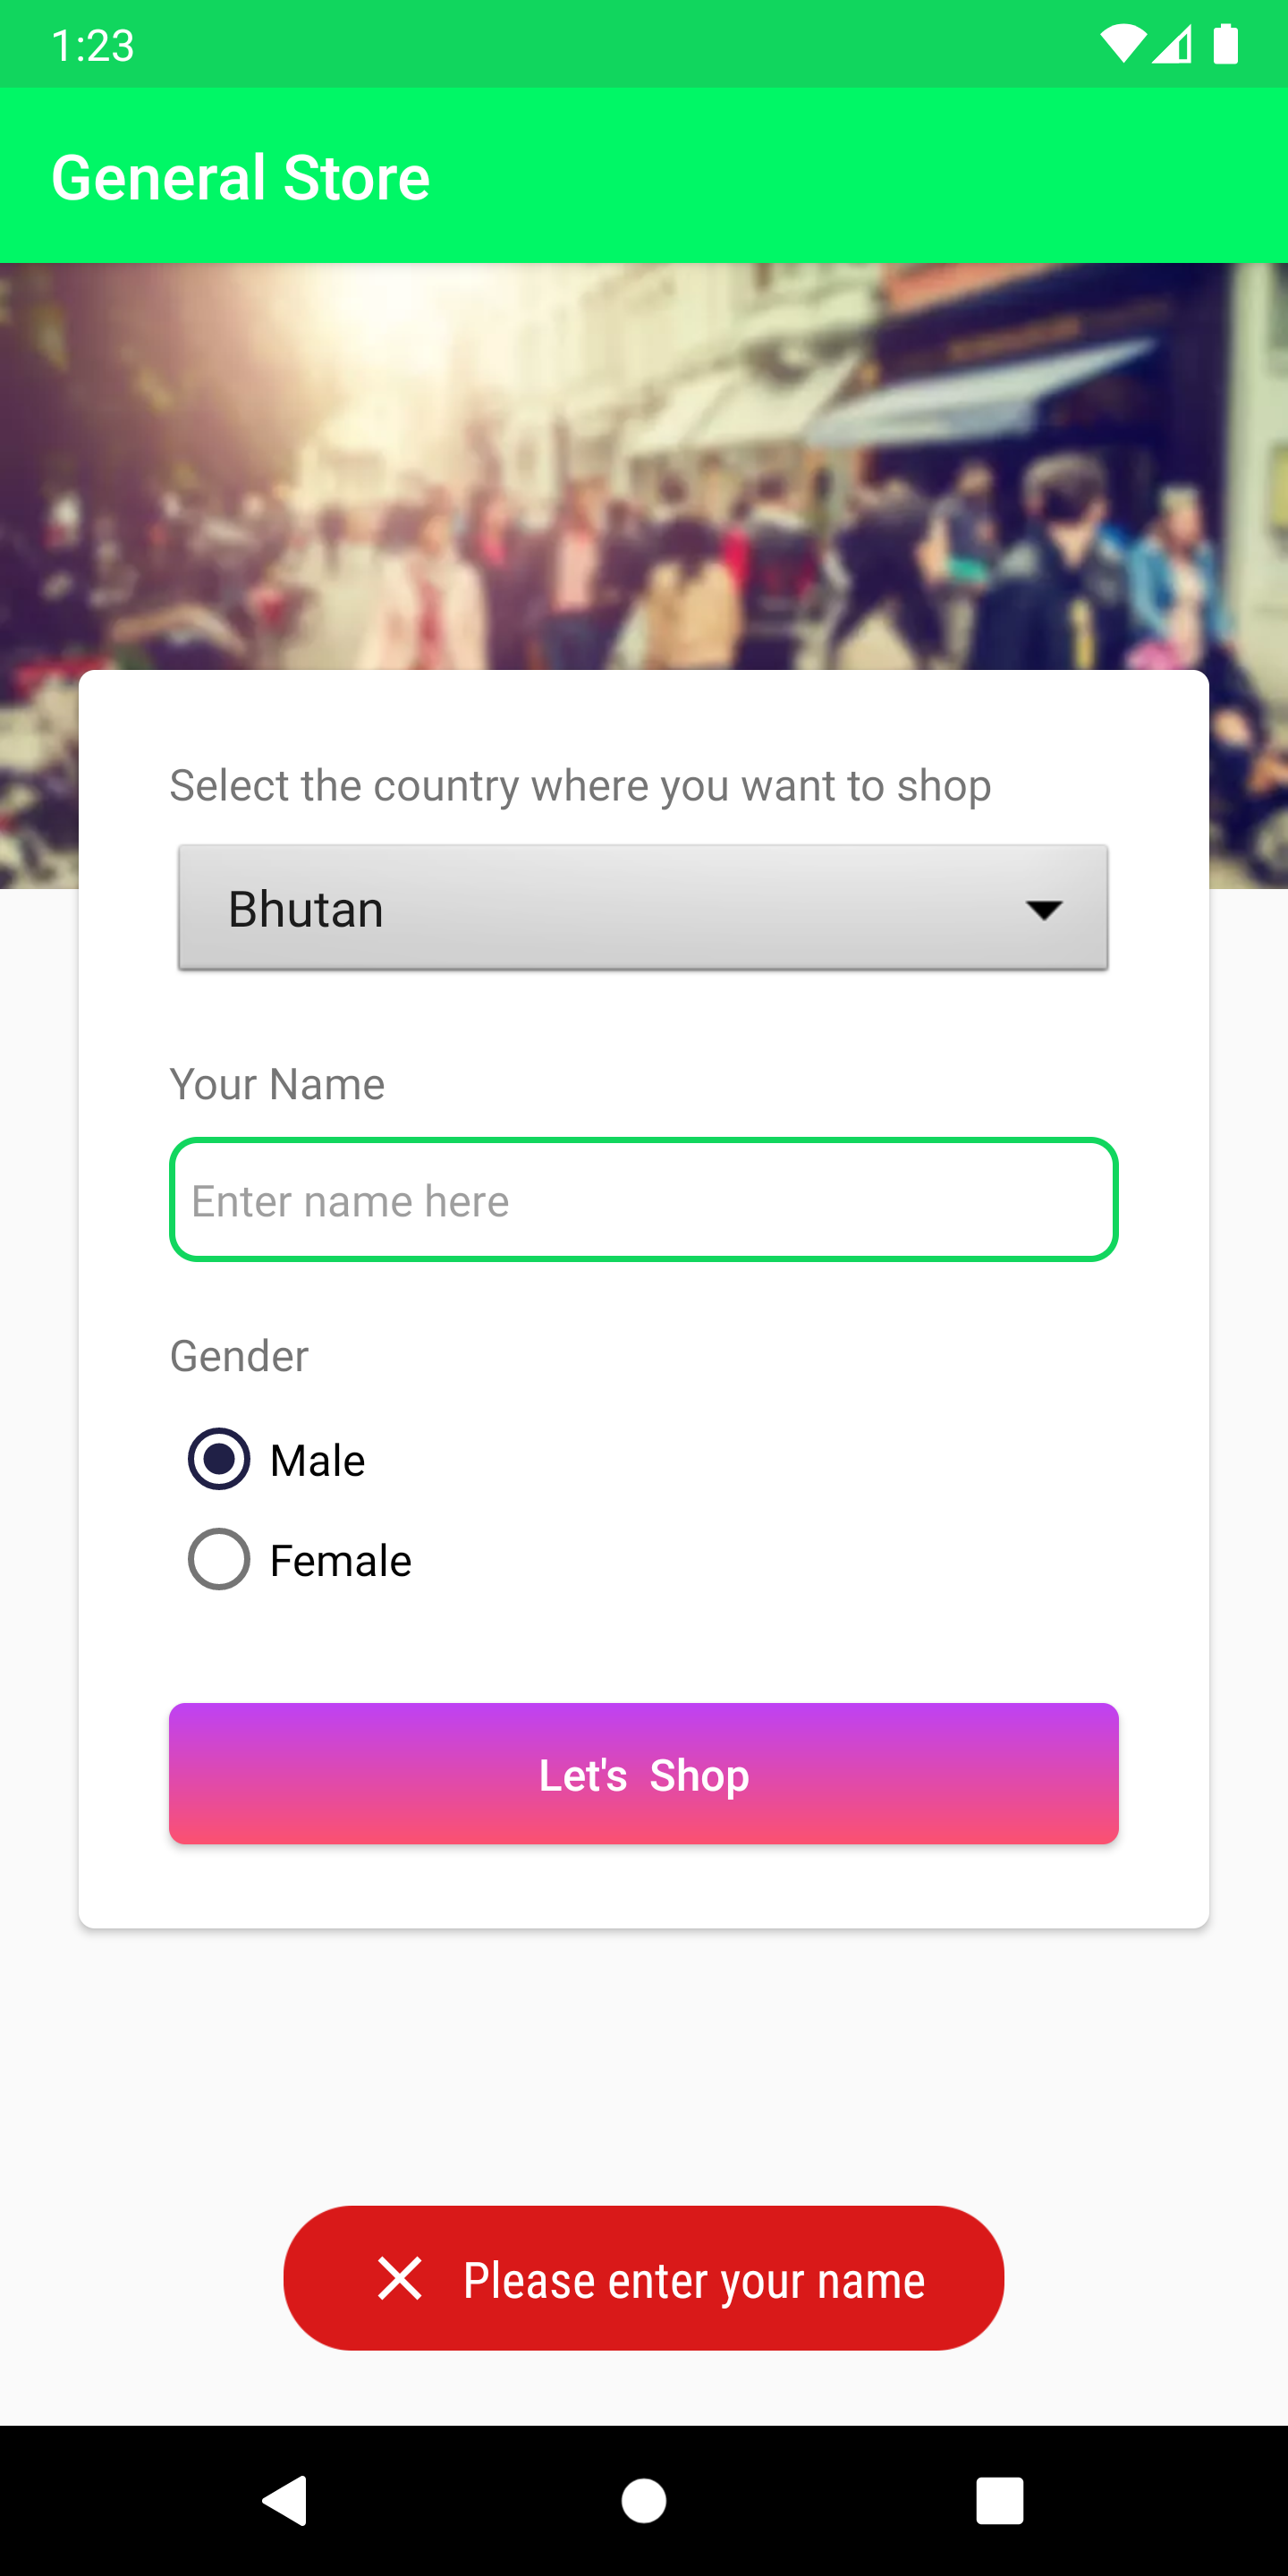 1:23
General Store
Select the country where you want to shop
Bhutan
Your Name
Enter name here
Gender
Male
Female
Let's  Shop
Please enter your name